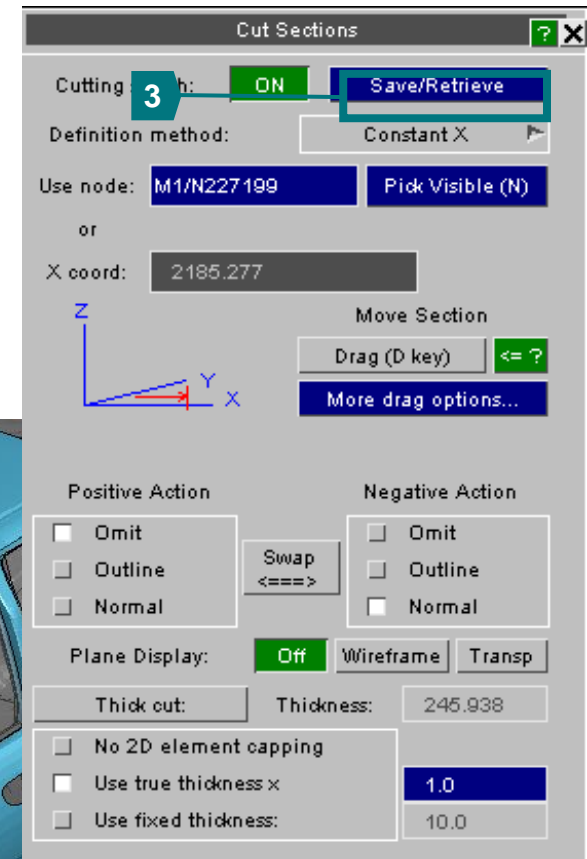 Cut Sections ? X
Cutting h: ON Save/Retrieve
3
Definition method: Constant X
Use node: M1/N227199 Pick Visible (N)
or
X coord: 2185.277
Z Y X
Move Section
Drag (D key) <= ?
More drag options...
Positive Action Negative Action
Omit Omit
Outline Swap <===> Outline
Normal Normal
Plane Display: Off Wireframe Transp
Thick cut: Thickness: 245.938
No 2D element capping
Use true thickness x 1.0
Use fixed thickness: 10.0